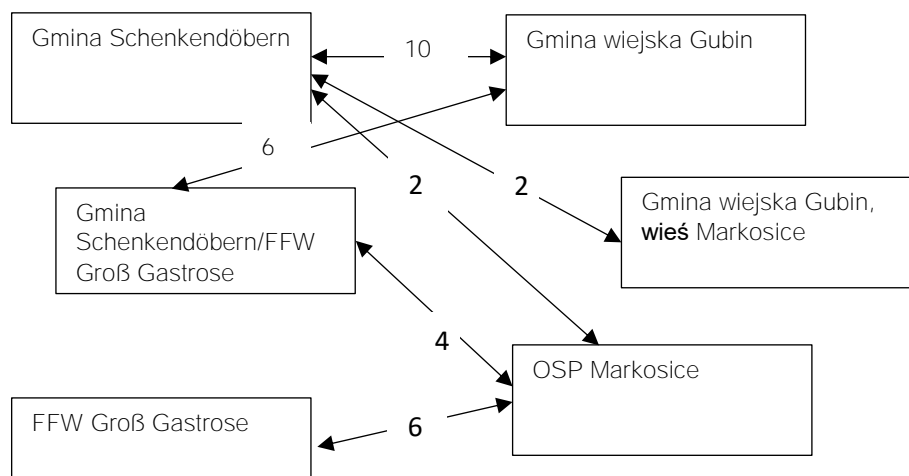 Gmina Schenkendöbern
10
Gmina wiejska Gubin
6
2
2
Gmina
Schenkendöbern/FFW
Groß Gastrose
Gmina wiejska Gubin,
wieś Markosice
4
OSP Markosice
FFW Groß Gastrose
6